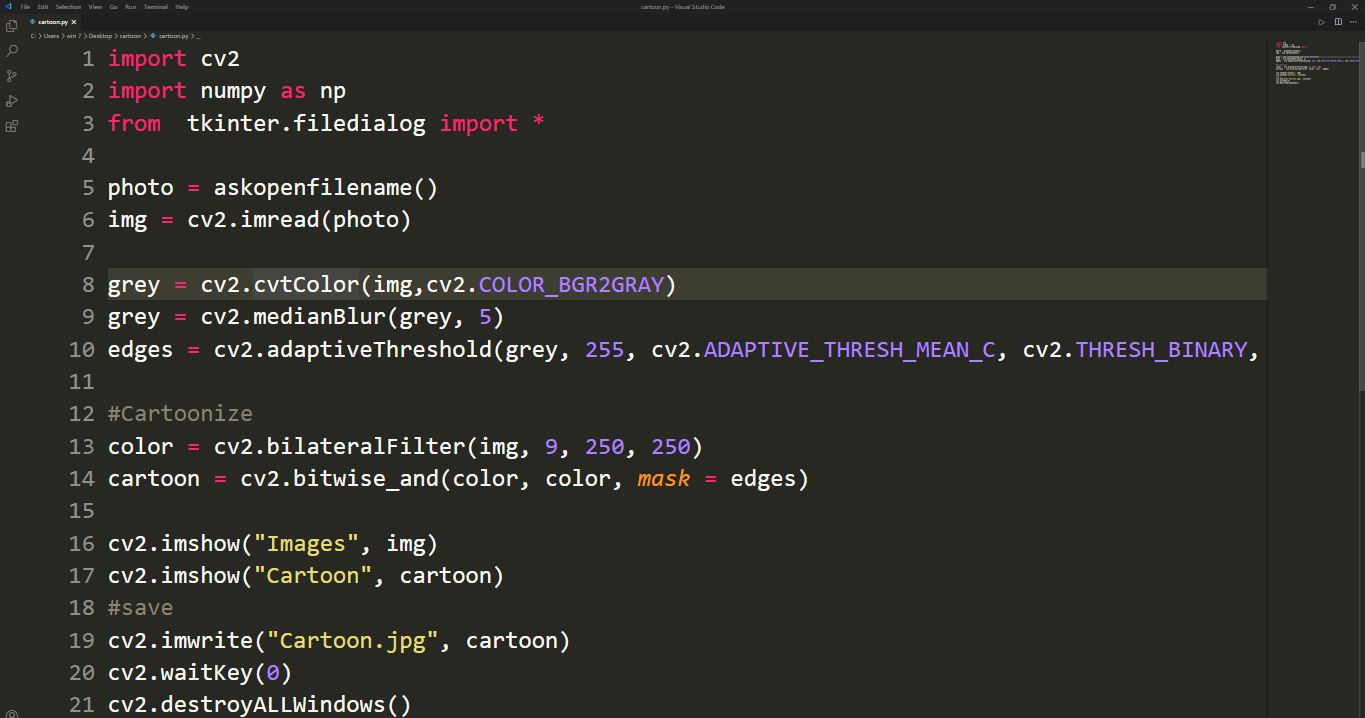 File Edit Selection View Go Run Terminal Help
cartoon.py - Visual Studio Code
cartoon.py
C: > Users > win 7 > Desktop > cartoon > cartoon.py > ...
1 import cv2
2 import numpy as np
3 from  tkinter.filedialog import *
4
5 photo = askopenfilename()
6 img = cv2.imread(photo)
7
8 grey = cv2.cvtColor(img,cv2.COLOR_BGR2GRAY)
9 grey = cv2.medianBlur(grey, 5)
10 edges = cv2.adaptiveThreshold(grey, 255, cv2.ADAPTIVE_THRESH_MEAN_C, cv2.THRESH_BINARY,
11
12 #Cartoonize
13 color = cv2.bilateralFilter(img, 9, 250, 250)
14 cartoon = cv2.bitwise_and(color, color, mask = edges)
15
16 cv2.imshow("Images", img)
17 cv2.imshow("Cartoon", cartoon)
18 #save
19 cv2.imwrite("Cartoon.jpg", cartoon)
20 cv2.waitKey(0)
21 cv2.destroyALLWindows()